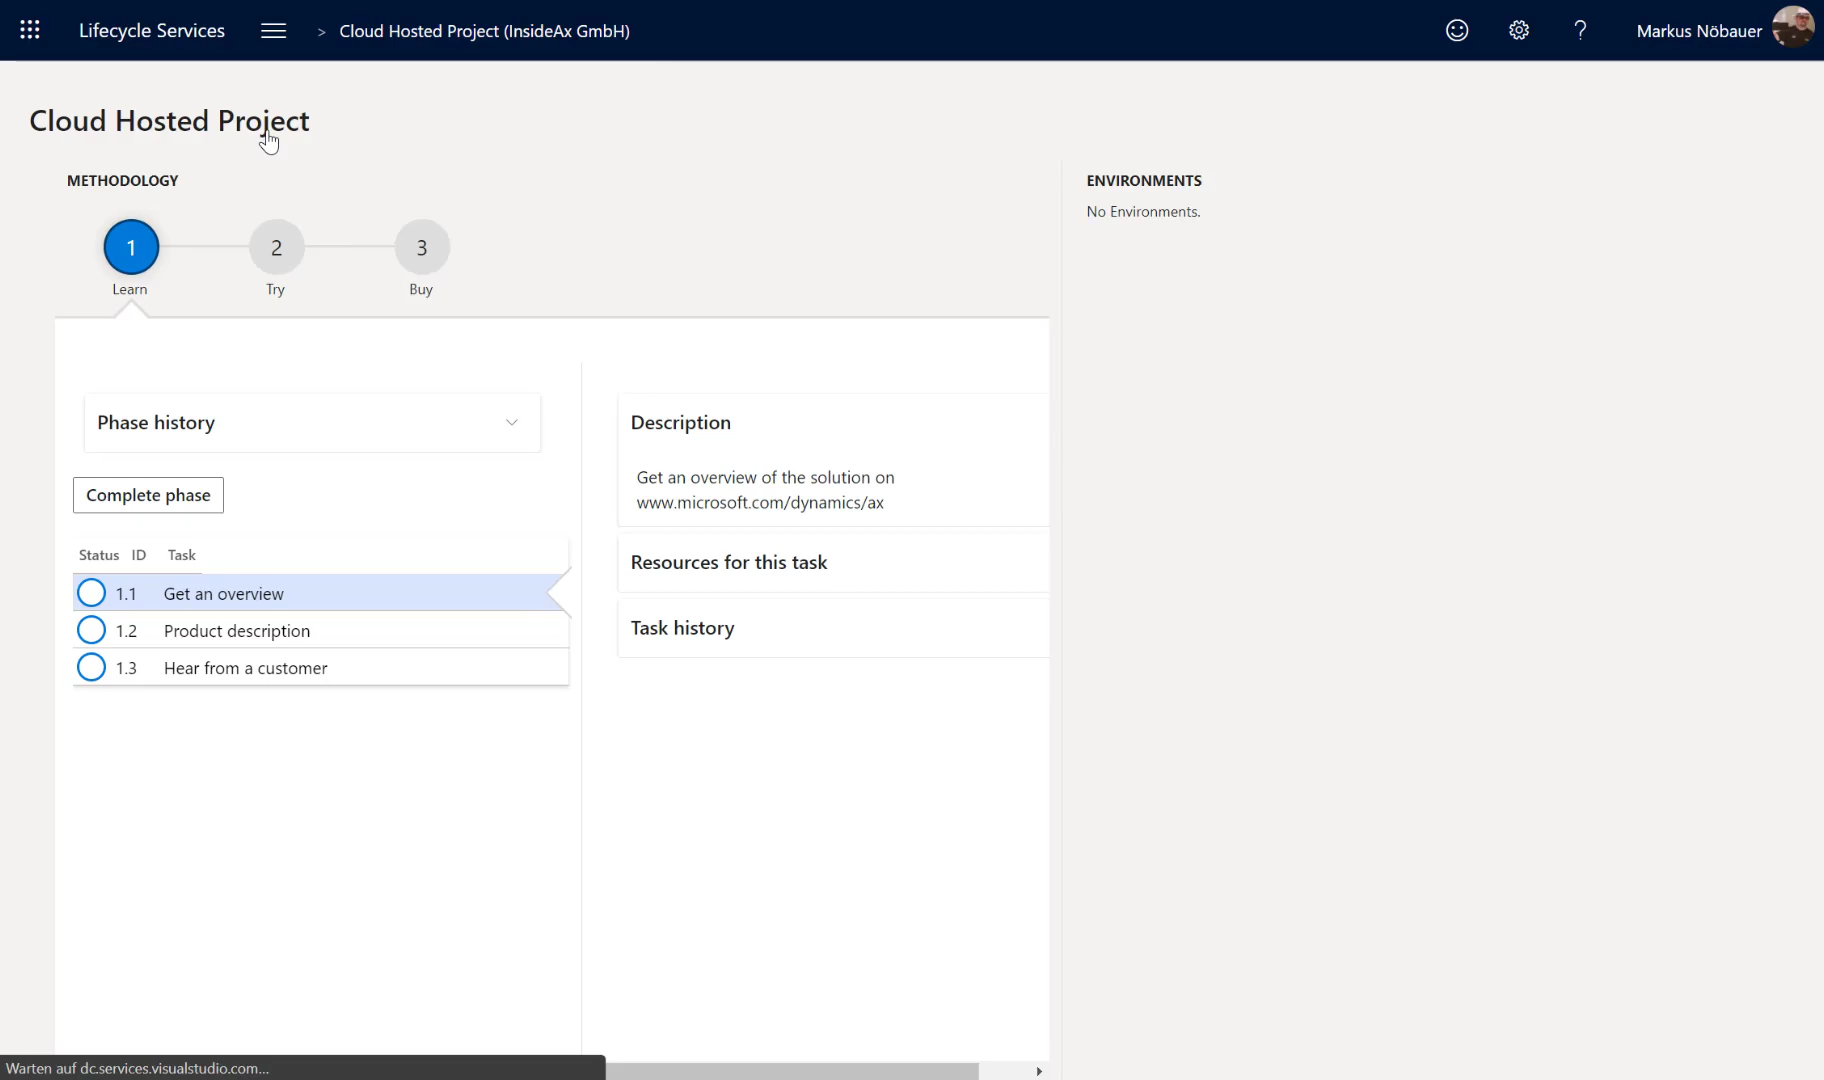 Lifecycle Services
> Cloud Hosted Project (InsideAx GmbH)
?
Markus Nöbauer
Cloud Hosted Project
METHODOLOGY
1
2
3
Learn
Try
Buy
Phase history
Complete phase
Status ID Task
1.1 Get an overview
1.2 Product description
1.3 Hear from a customer
Description
Get an overview of the solution on
www.microsoft.com/dynamics/ax
Resources for this task
Task history
ENVIRONMENTS
No Environments.
Warten auf dc.services.visualstudio.com...